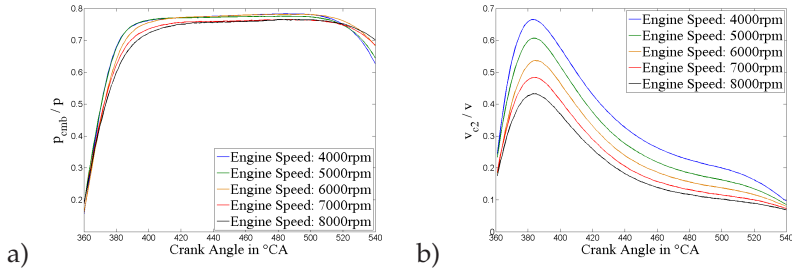 a)
p_cmb / p
0.8
0.7
0.6
0.5
0.4
0.3
0.2
360 380 400 420 440 460 480 500 520 540
Crank Angle in °CA
Engine Speed: 4000rpm
Engine Speed: 5000rpm
Engine Speed: 6000rpm
Engine Speed: 7000rpm
Engine Speed: 8000rpm
b)
v_c2 / v
0.7
0.6
0.5
0.4
0.3
0.2
0.1
0
360 380 400 420 440 460 480 500 520 540
Crank Angle in °CA
Engine Speed: 4000rpm
Engine Speed: 5000rpm
Engine Speed: 6000rpm
Engine Speed: 7000rpm
Engine Speed: 8000rpm